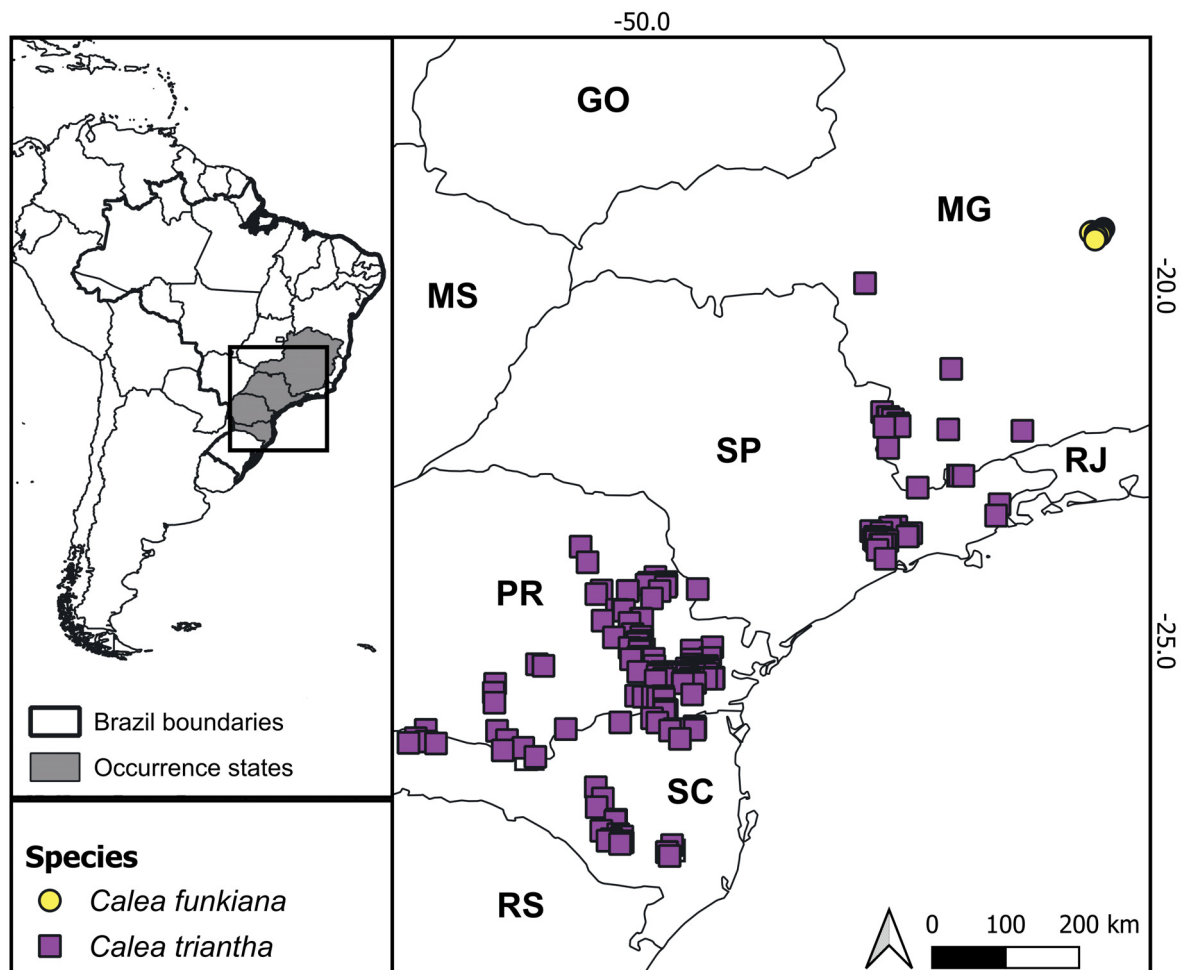 -50.0
GO
MG
-20.0
MS
SP
RJ
PR
-25.0
SC
RS
Brazil boundaries
Occurrence states
Species
Calea funkiana
Calea triantha
0 100 200 km